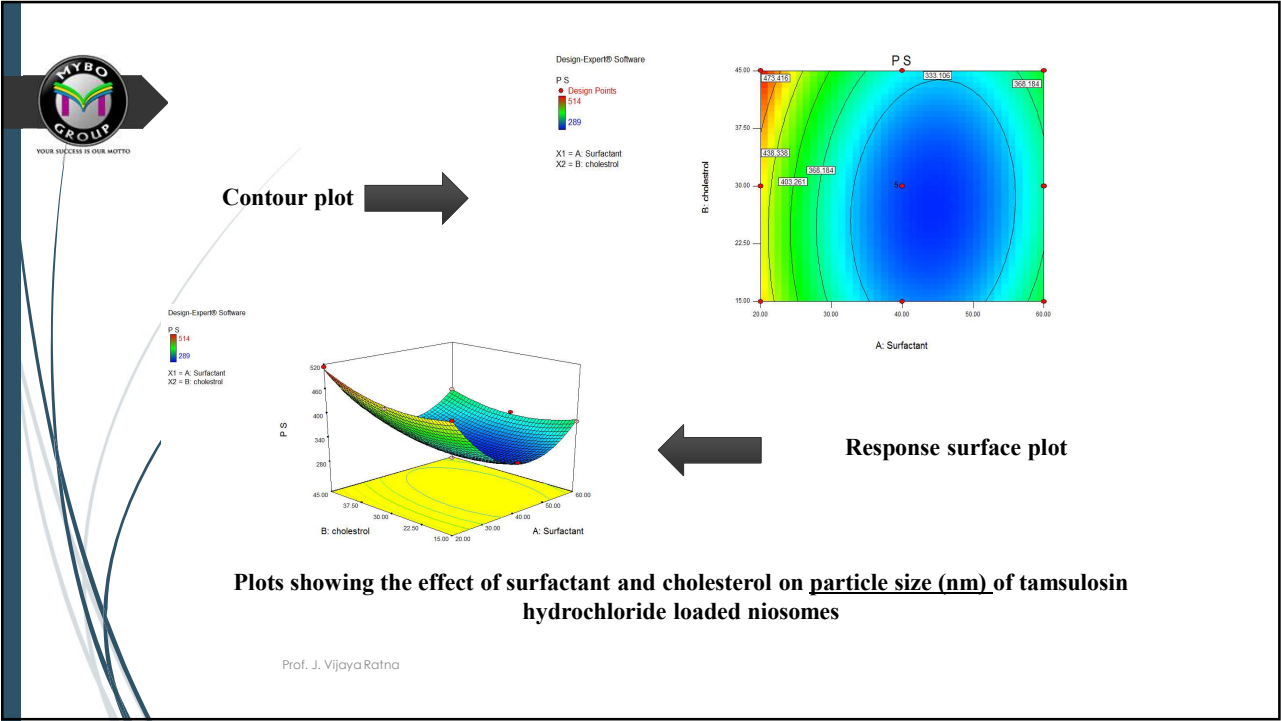 MYBO
GROUP
YOUR SUCCESS IS OUR MOTTO
Contour plot
Design-Expert® Software
P S
Design Points
514
289
X1 = A: Surfactant
X2 = B: cholestrol
P S
45.00
37.50
30.00
22.50
15.00
B: cholestrol
473.416
333.106
368.184
438.338
368.184
403.261
5
20.00 30.00 40.00 50.00 60.00
A: Surfactant
Design-Expert® Software
P S
514
289
X1 = A: Surfactant
X2 = B: cholestrol
520
460
400
340
280
P S
45.00
37.50
30.00
22.50
15.00
B: cholestrol
20.00
30.00
40.00
50.00
60.00
A: Surfactant
Response surface plot
Plots showing the effect of surfactant and cholesterol on particle size (nm) of tamsulosin
hydrochloride loaded niosomes
Prof. J. Vijaya Ratna